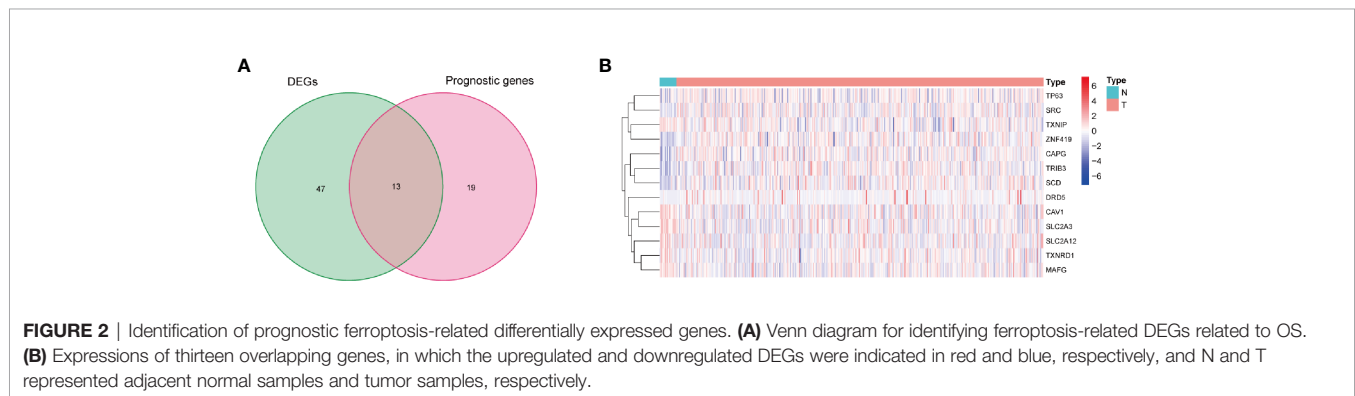 A
DEGs
Prognostic genes
47
13
19
B
Type
TP63
SRC
TXNIP
ZNF419
CAPG
TRIB3
SCD
DRD5
CAV1
SLC2A3
SLC2A12
TXNRD1
MAFG
6
4
2
0
−2
−4
−6
Type
N
T
FIGURE 2 | Identification of prognostic ferroptosis-related differentially expressed genes. (A) Venn diagram for identifying ferroptosis-related DEGs related to OS.
(B) Expressions of thirteen overlapping genes, in which the upregulated and downregulated DEGs were indicated in red and blue, respectively, and N and T
represented adjacent normal samples and tumor samples, respectively.